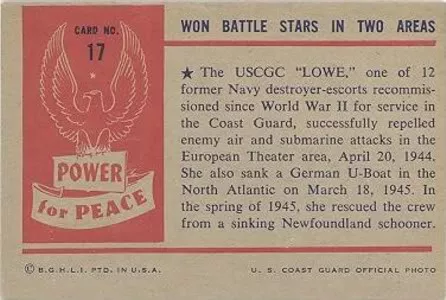 CARD NO.
17
POWER
for PEACE
WON BATTLE STARS IN TWO AREAS
★ The USCGC "LOWE," one of 12
former Navy destroyer-escorts recommis-
sioned since World War II for service in
the Coast Guard, successfully repelled
enemy air and submarine attacks in the
European Theater area, April 20, 1944.
She also sank a German U-Boat in the
North Atlantic on March 18, 1945. In
the spring of 1945, she rescued the crew
from a sinking Newfoundland schooner.
© B.G.H.L.I. PTD. IN U.S.A.
U. S. COAST GUARD OFFICIAL PHOTO